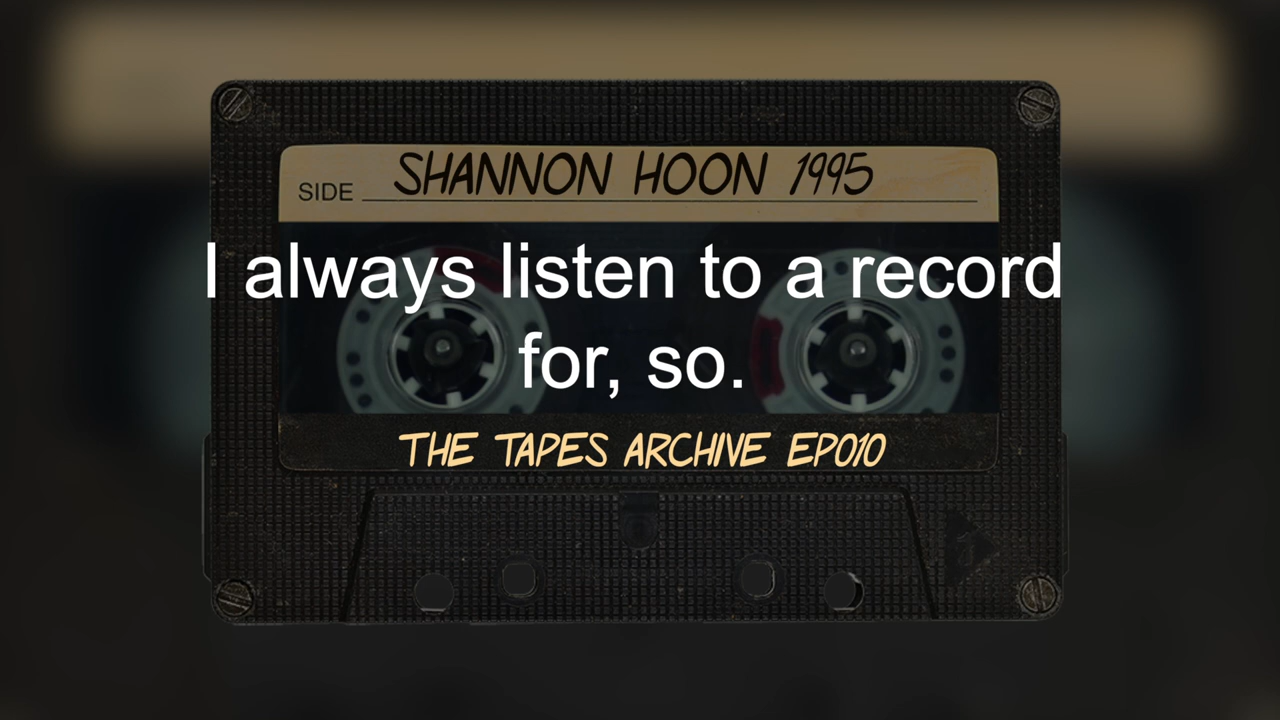 SHANNON HOON 1995
SIDE
I always listen to a record
for, so.
THE TAPES ARCHIVE EP010